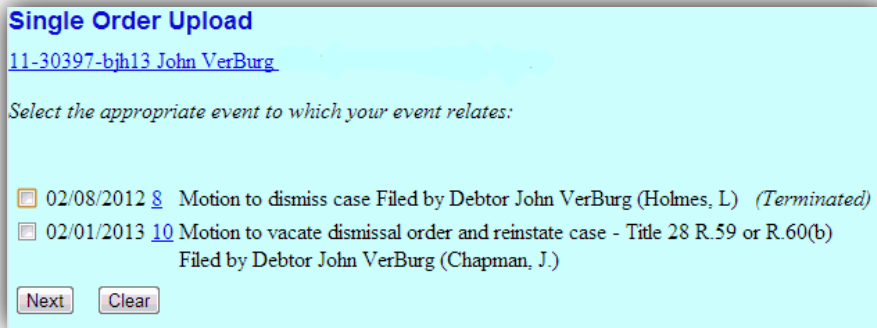 Single Order Upload
11-30397-bjh13 John VerBurg
Select the appropriate event to which your event relates:
02/08/2012 8 Motion to dismiss case Filed by Debtor John VerBurg (Holmes, L) (Terminated)
02/01/2013 10 Motion to vacate dismissal order and reinstate case - Title 28 R.59 or R.60(b)
Filed by Debtor John VerBurg (Chapman, J.)
Next Clear